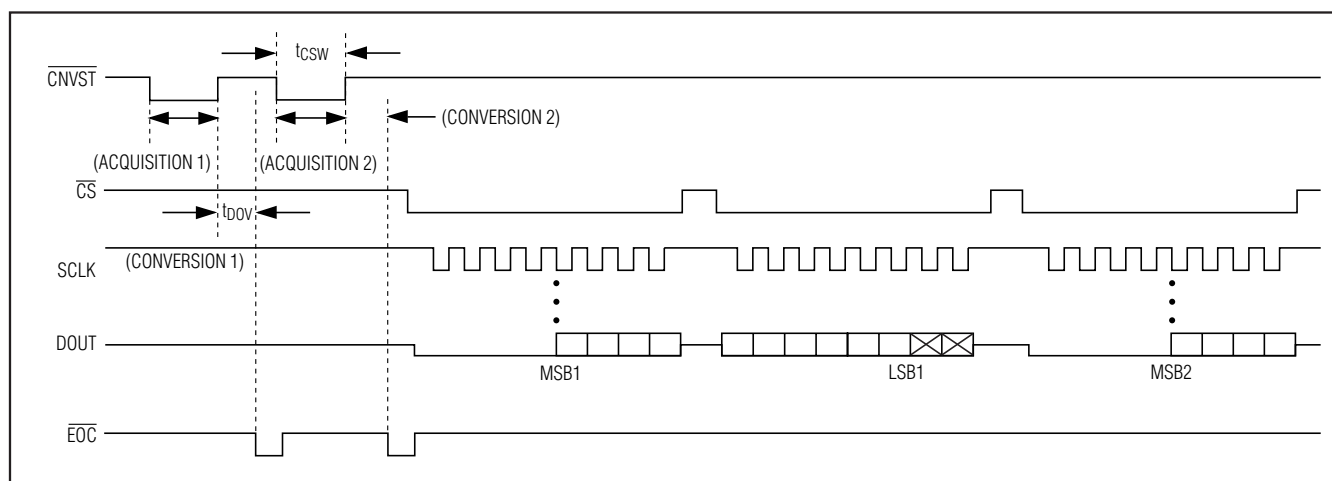 tCSW
CNVST
(CONVERSION 2)
(ACQUISITION 1) (ACQUISITION 2)
CS
tDOV
(CONVERSION 1)
SCLK
DOUT
MSB1 LSB1 MSB2
EOC